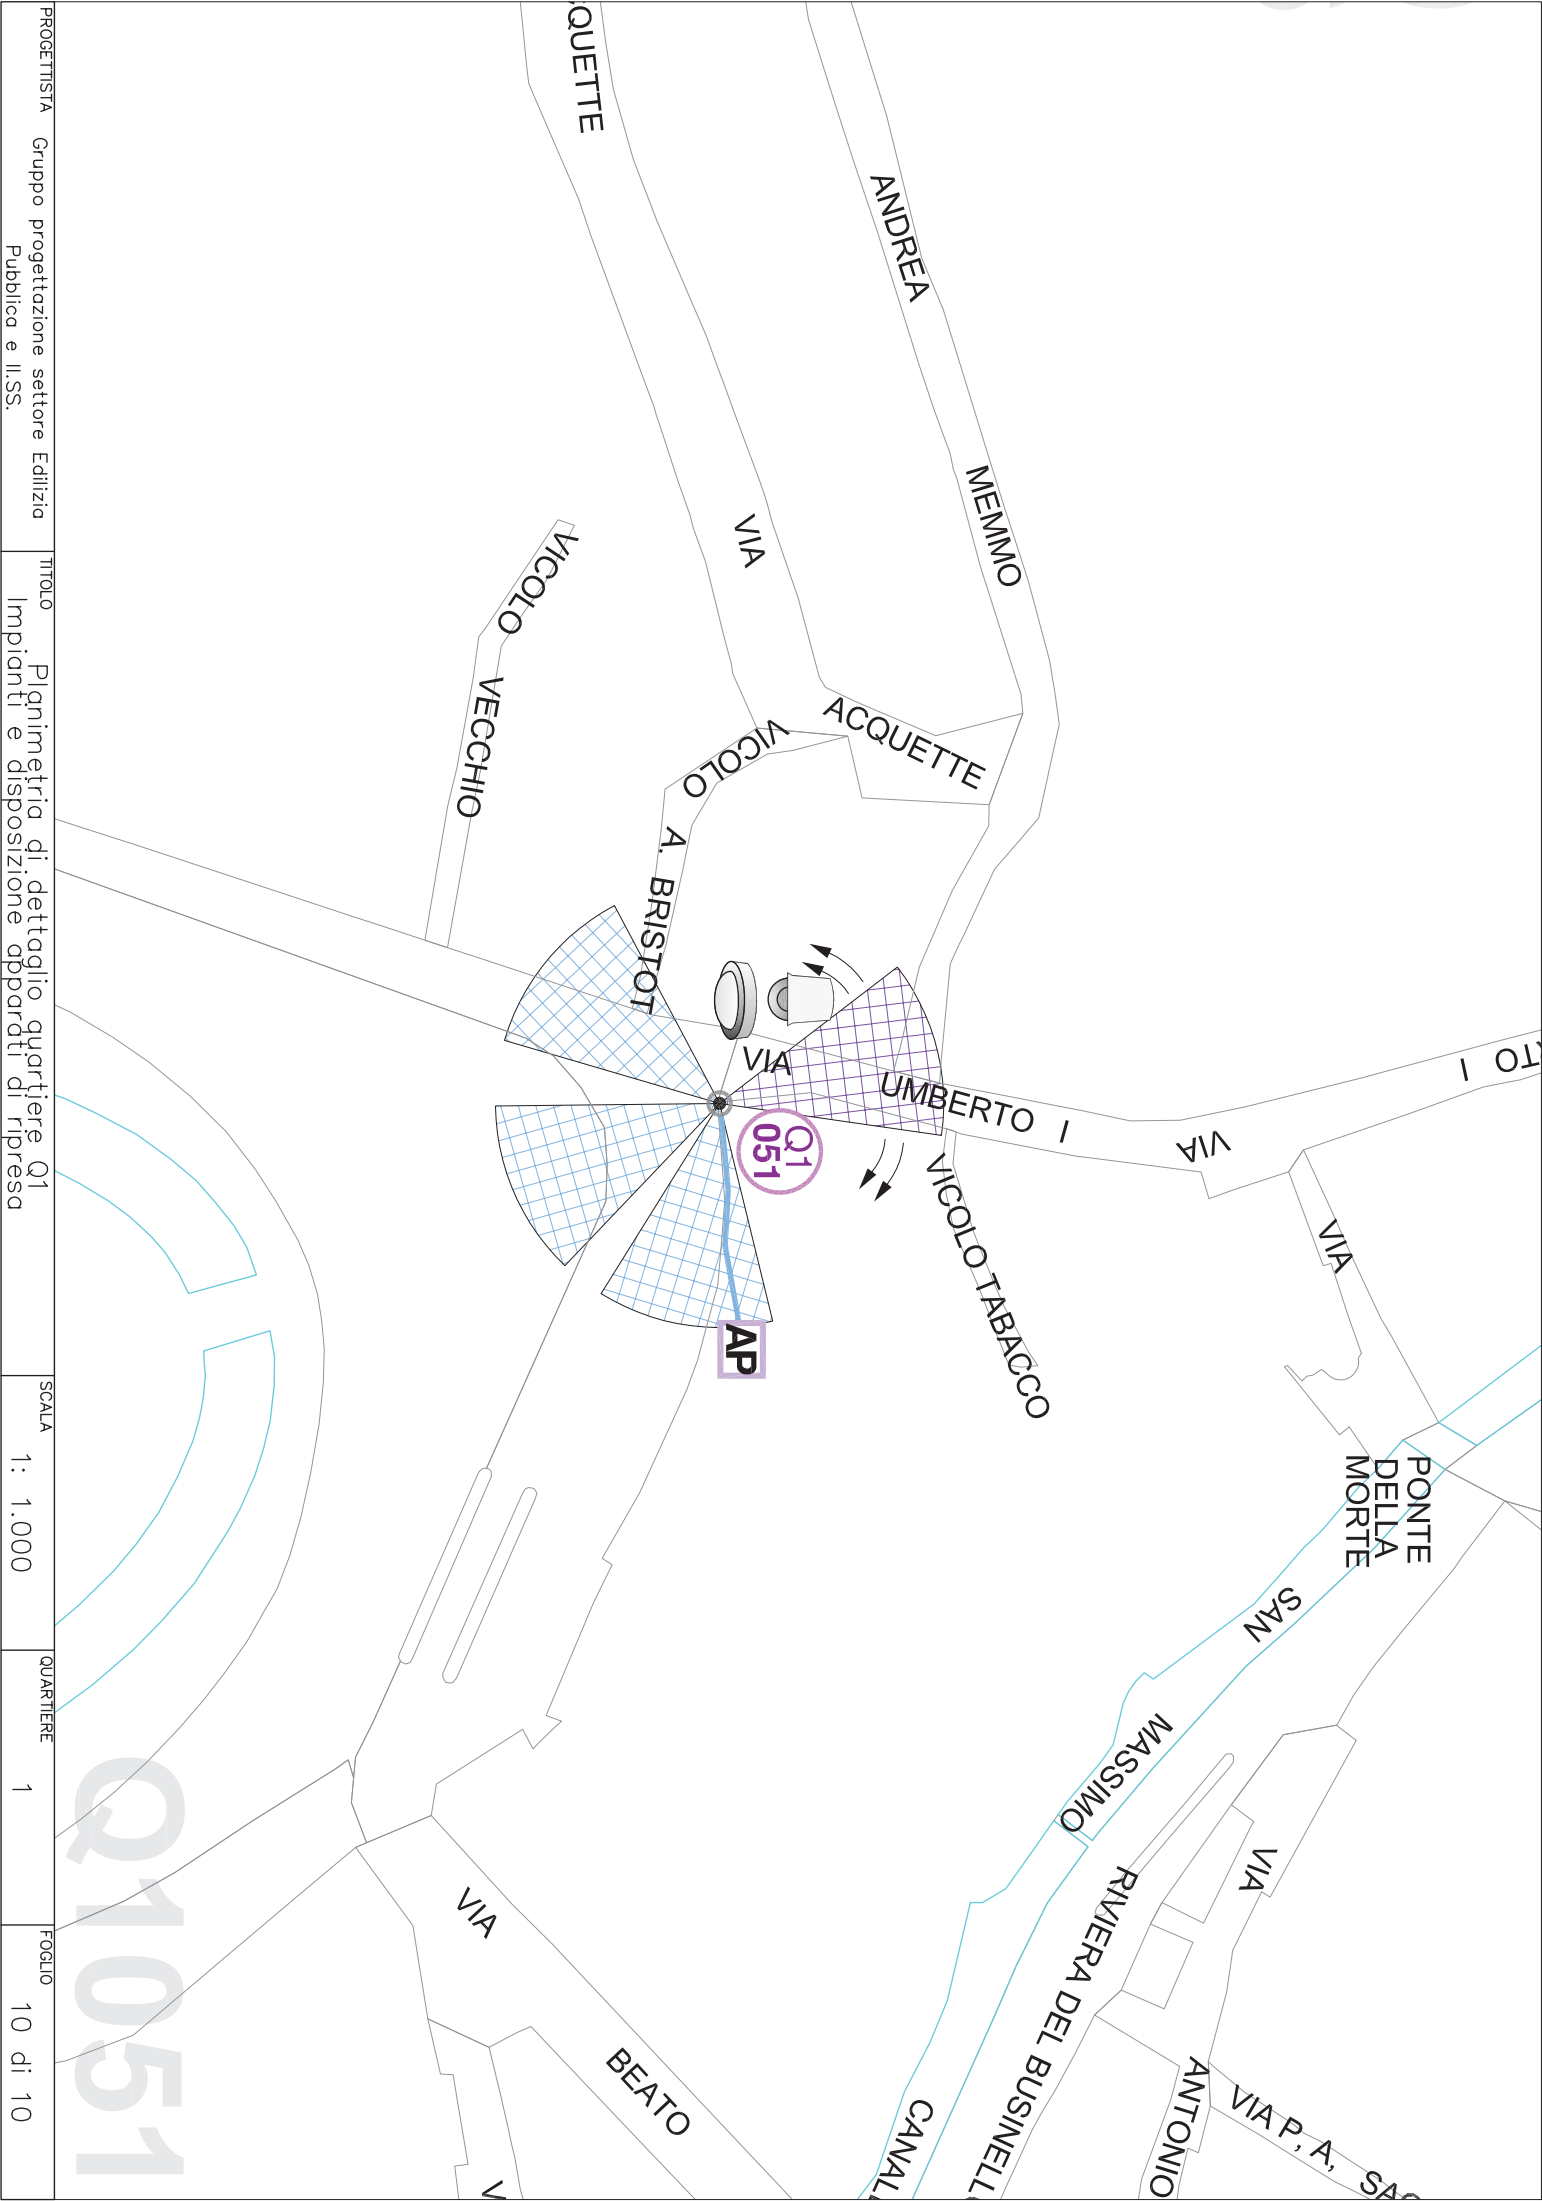 QUETTE
ANDREA
MEMMO
VIA
ACQUETTE
VICOLO
VECCHIO
VICOLO
A. BRISTOT
VIA
UMBERTO I
VIA
TO I
Q1
051
AP
VICOLO TABACCO
VIA
PONTE
DELLA
MORTE
SAN
MASSIMO
CANAL
RIVIERA DEL BUSINELL
VIA
ANTONIO
VIA P, A,
VIA
BEATO
V
Q1051
PROGETTISTA
Gruppo progettazione settore Edilizia
Pubblica e II.SS.
TITOLO
Planimetria di dettaglio quartiere Q1
Impianti e disposizione apparati di ripresa
SCALA
1: 1.000
QUARTIERE
1
FOGLIO
10 di 10